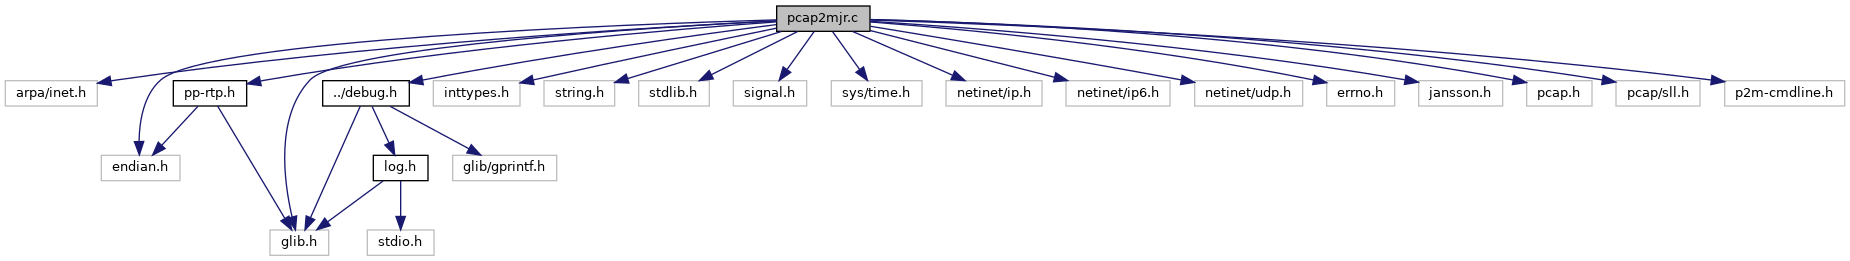 pcap2mjr.c
arpa/inet.h
pp-rtp.h
../debug.h
inttypes.h
string.h
stdlib.h
signal.h
sys/time.h
netinet/ip.h
netinet/ip6.h
netinet/udp.h
errno.h
jansson.h
pcap.h
pcap/sll.h
p2m-cmdline.h
endian.h
log.h
glib/gprintf.h
glib.h
stdio.h